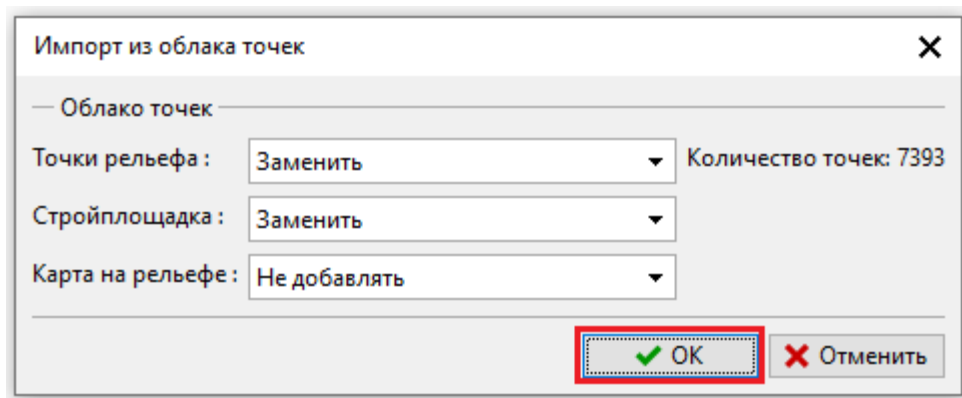 Импорт из облака точек
Облако точек
Точки рельефа : Заменить Количество точек: 7393
Стройплощадка : Заменить
Карта на рельефе : Не добавлять
ОК Отменить